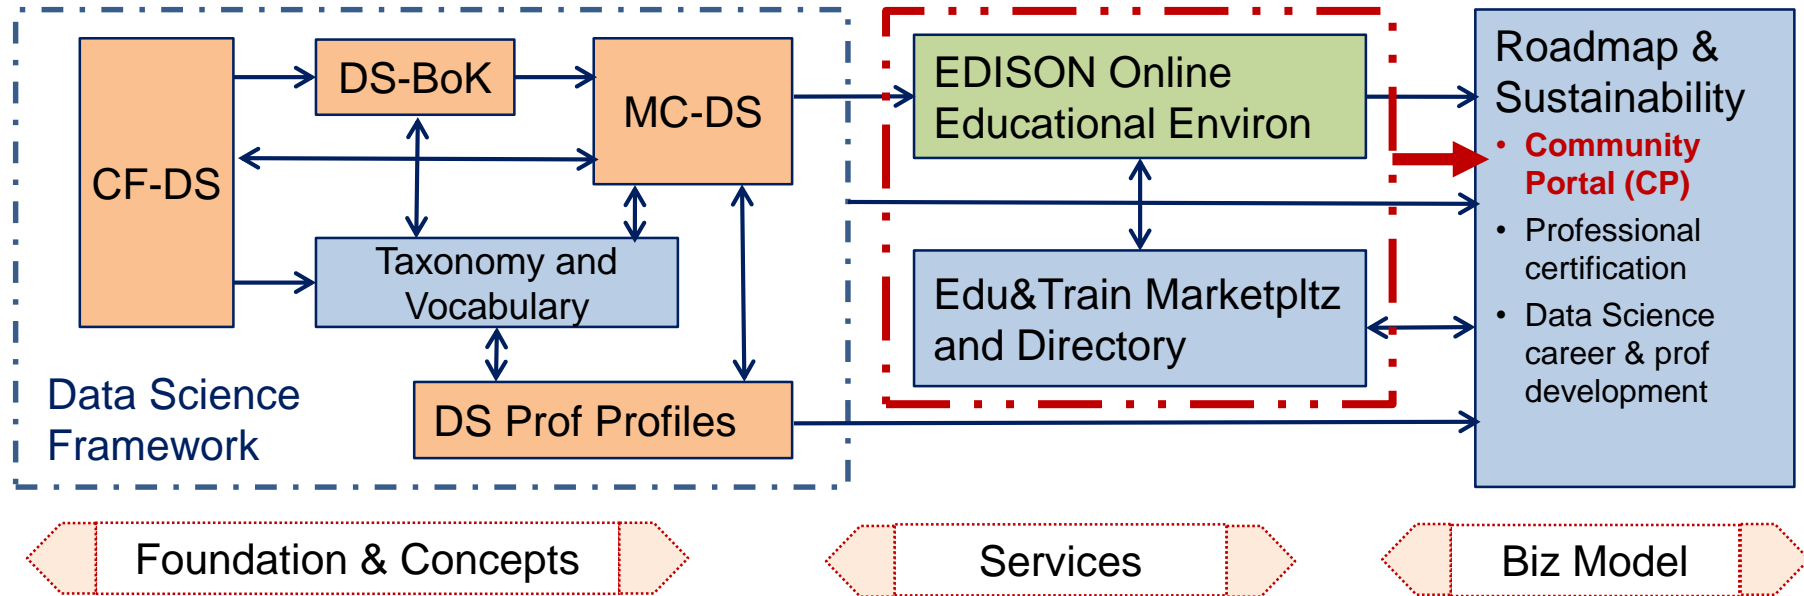 CF-DS
DS-BoK
MC-DS
Taxonomy and
Vocabulary
DS Prof Profiles
Data Science
Framework
EDISON Online
Educational Environ
Edu&Train Marketpltz
and Directory
Roadmap &
Sustainability
• Community
Portal (CP)
• Professional
certification
• Data Science
career & prof
development
Foundation & Concepts
Services
Biz Model